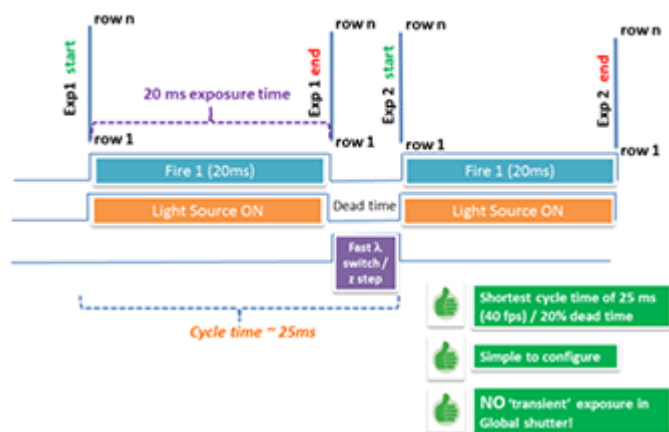 row n
row n
row n
row n
Exp1 start
Exp 1 end
Exp 2 start
Exp 2 end
20 ms exposure time
row 1
row 1
row 1
row 1
Fire 1 (20ms)
Fire 1 (20ms)
Light Source ON
Dead time
Light Source ON
Fast λ
switch /
z step
Cycle time ~ 25ms
Shortest cycle time of 25 ms
(40 fps) / 20% dead time
Simple to configure
NO 'transient' exposure in
Global shutter!